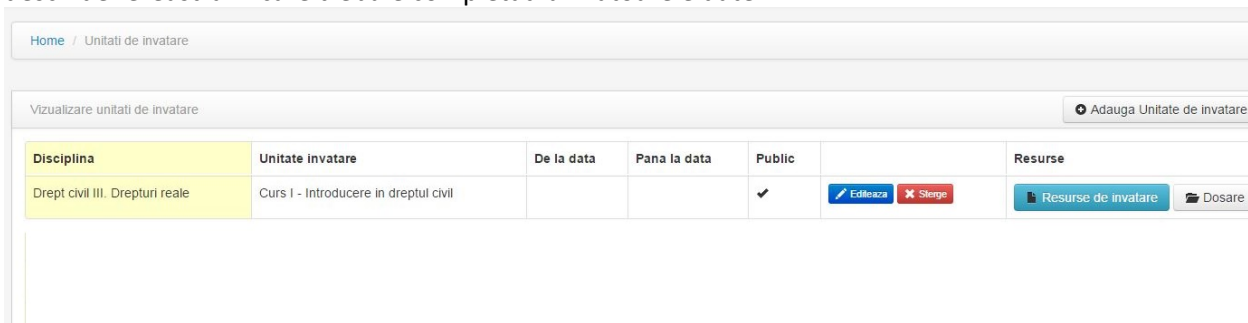 Home / Unitati de invatare
Vizualizare unitati de invatare
Adauga Unitate de invatare
Disciplina Unitate invatare De la data Pana la data Public Resurse
Drept civil III. Drepturi reale Curs I - Introducere in dreptul civil Editeaza Sterge Resurse de invatare Dosare